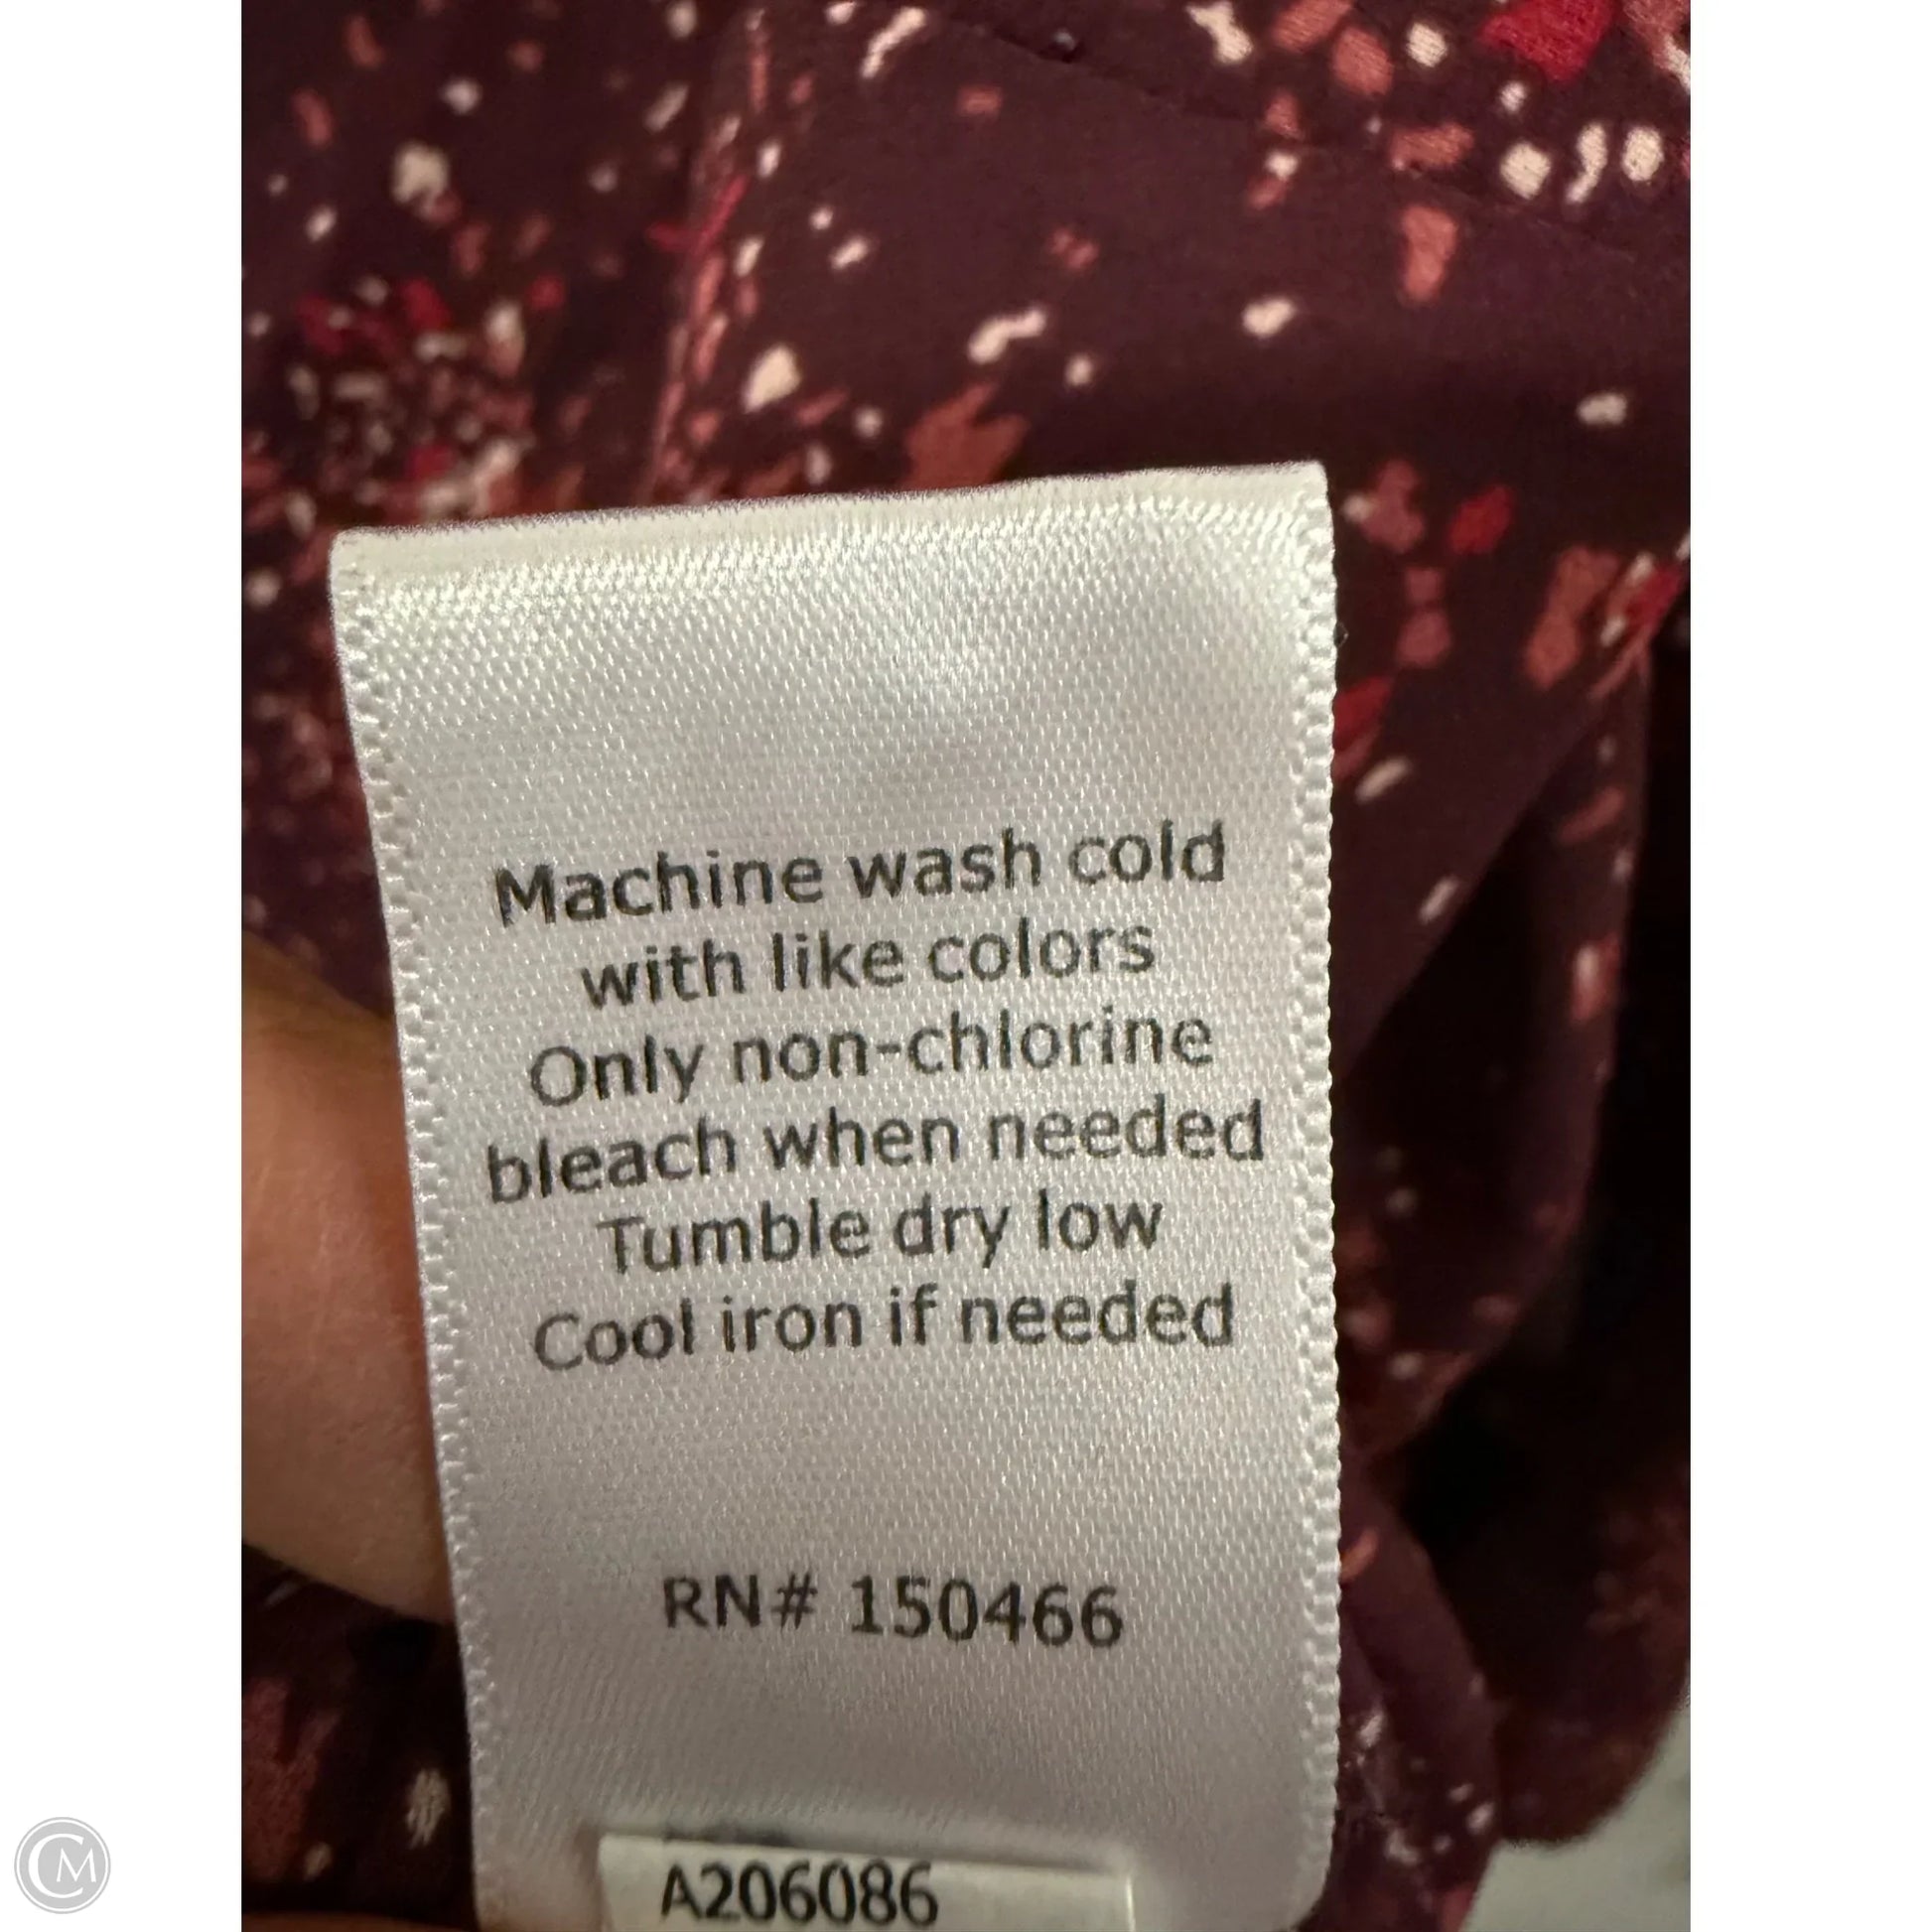 Machine wash cold
with like colors
Only non-chlorine
bleach when needed
Tumble dry low
Cool iron if needed
RN# 150466
A206086
CM